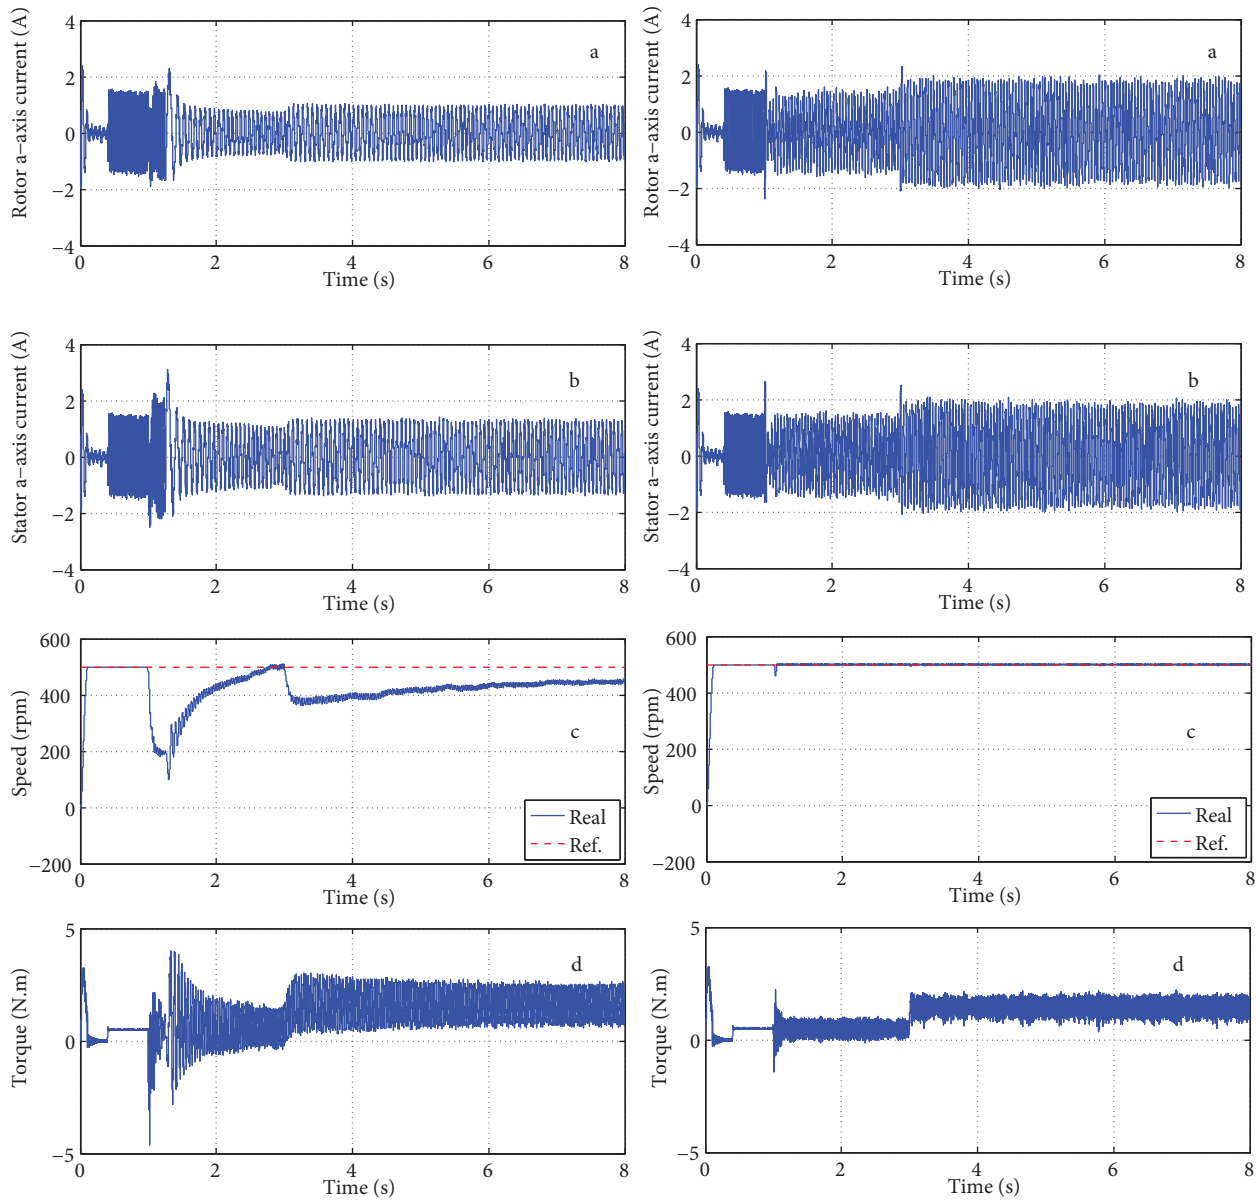 Rotor a−axis current (A)
4
2
0
−2
−4
a
0 2 4 6 8
Time (s)
Rotor a−axis current (A)
4
2
0
−2
−4
a
0 2 4 6 8
Time (s)
Stator a−axis current (A)
4
2
0
−2
−4
b
0 2 4 6 8
Time (s)
Stator a−axis current (A)
4
2
0
−2
−4
b
0 2 4 6 8
Time (s)
Speed (rpm)
600
400
200
0
−200
c
Real
Ref.
0 2 4 6 8
Time (s)
Speed (rpm)
600
400
200
0
−200
c
Real
Ref.
0 2 4 6 8
Time (s)
Torque (N.m)
5
0
−5
d
0 2 4 6 8
Time (s)
Torque (N.m)
5
0
−5
d
0 2 4 6 8
Time (s)